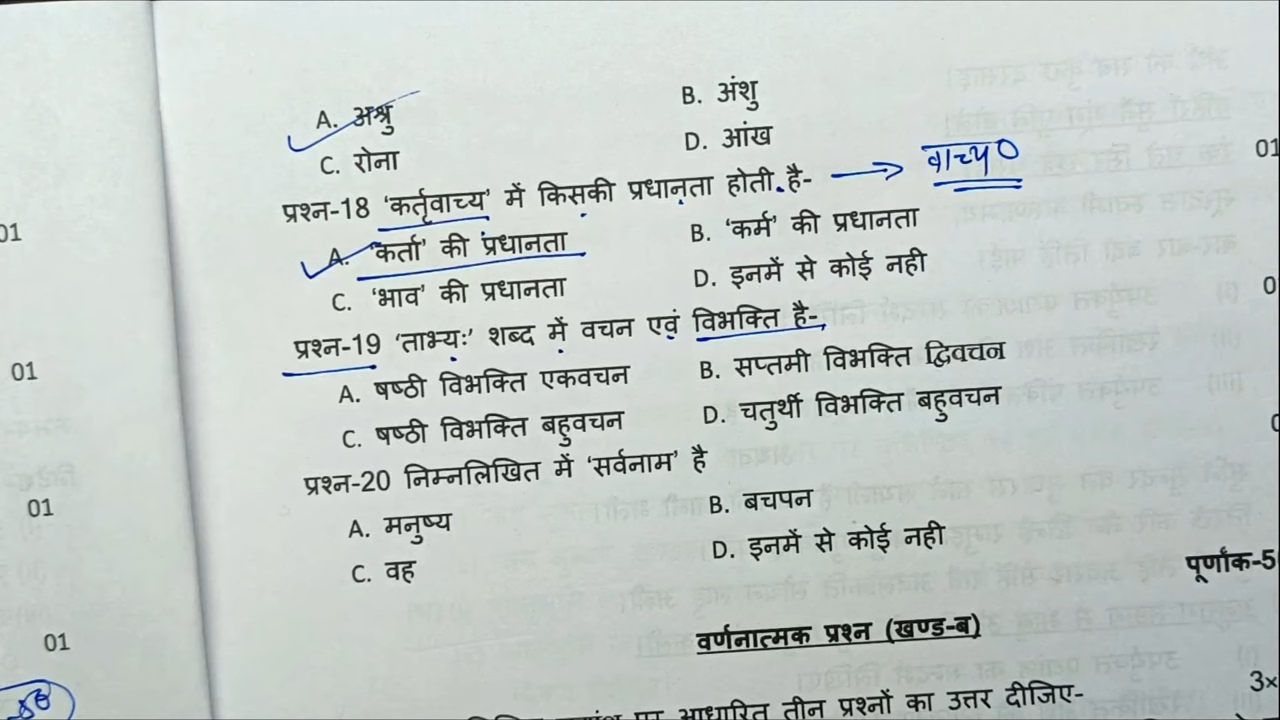 A. अश्रु B. अंशु
C. रोना D. आंख
01
प्रश्न-18 ‘कर्तृवाच्य’ में किसकी प्रधानता होती है- → वाच्य
01
A. ‘कर्ता’ की प्रधानता B. ‘कर्म’ की प्रधानता
C. ‘भाव’ की प्रधानता D. इनमें से कोई नही
प्रश्न-19 ‘ताभ्यः’ शब्द में वचन एवं विभक्ति है-
01
A. षष्ठी विभक्ति एकवचन B. सप्तमी विभक्ति द्विवचन
C. षष्ठी विभक्ति बहुवचन D. चतुर्थी विभक्ति बहुवचन
प्रश्न-20 निम्नलिखित में ‘सर्वनाम’ है
01
A. मनुष्य B. बचपन
C. वह D. इनमें से कोई नही
पूर्णांक-5
01
वर्णनात्मक प्रश्न (खण्ड-ब)
पर आधारित तीन प्रश्नों का उत्तर दीजिए- 3×